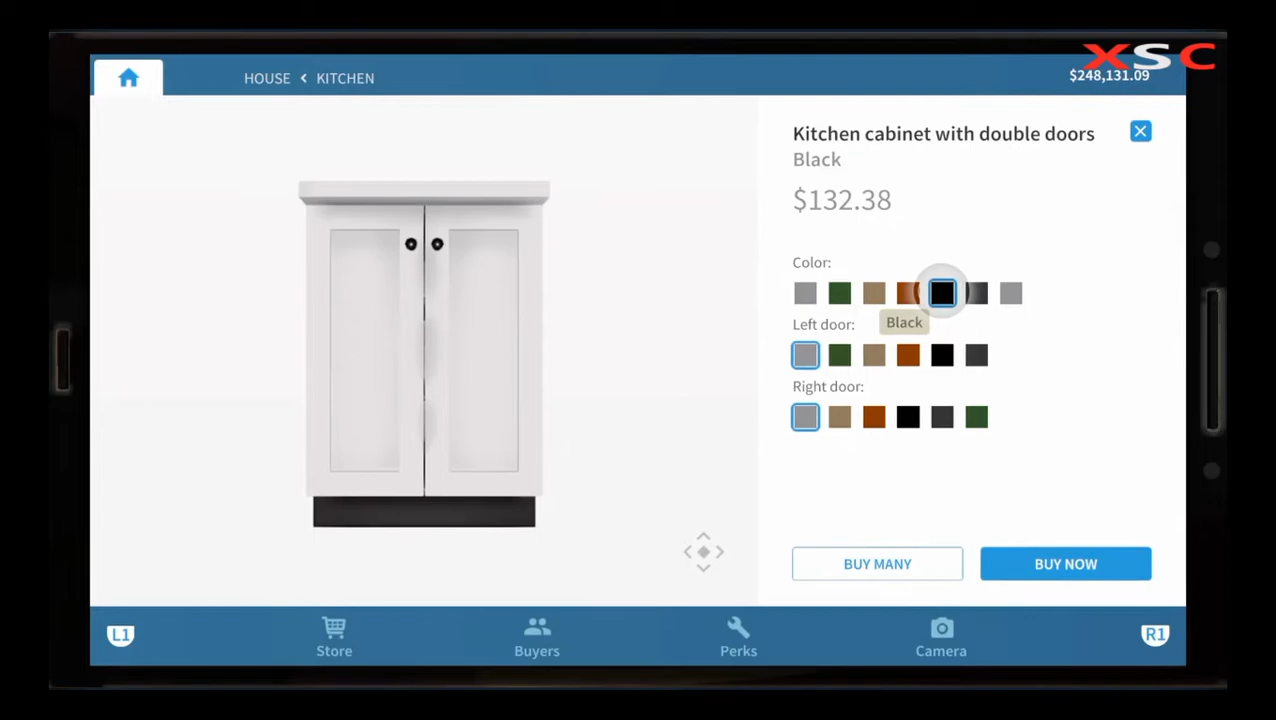 XSC
HOUSE < KITCHEN
$248,131.09
Kitchen cabinet with double doors
Black
$132.38
Color:
Left door:
Black
Right door:
BUY MANY
BUY NOW
L1
Store
Buyers
Perks
Camera
R1